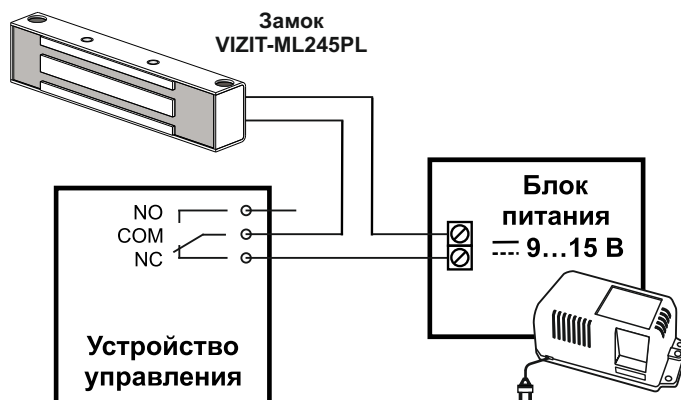 Замок
VIZIT-ML245PL
Блок
питания
9...15 В
NO
COM
NC
Устройство
управления